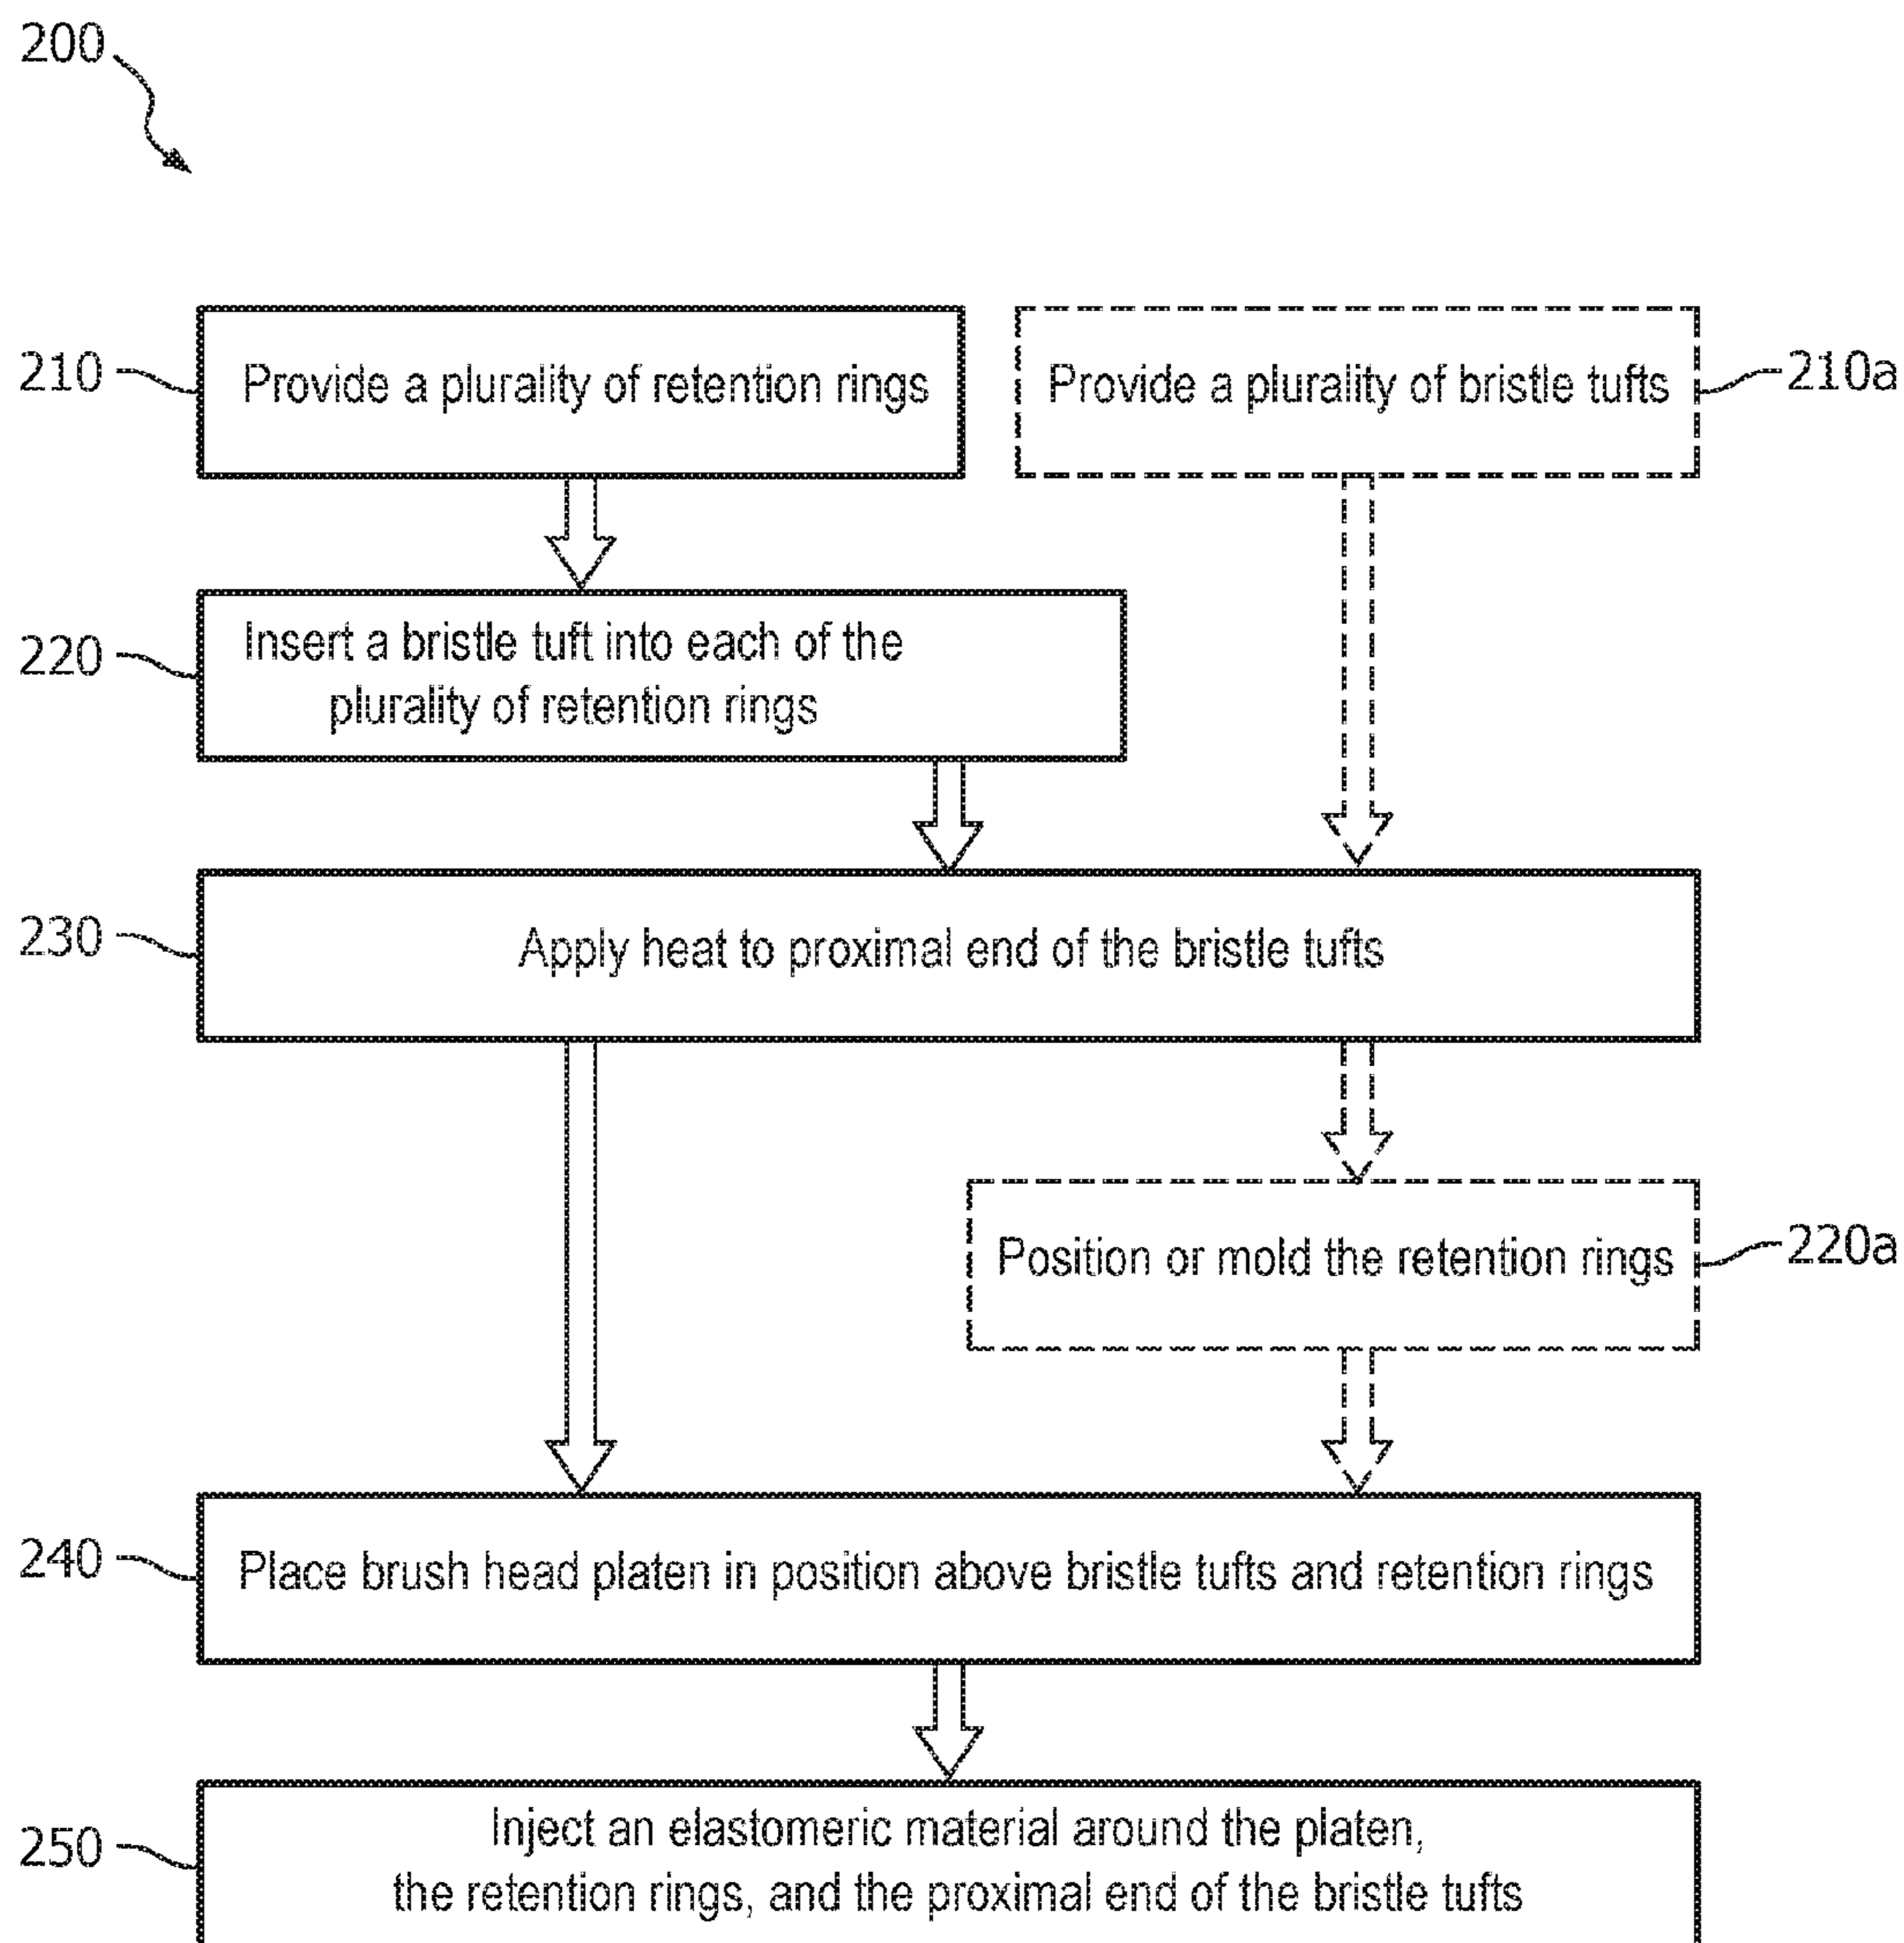 200
210
Provide a plurality of retention rings
Provide a plurality of bristle tufts
210a
220
Insert a bristle tuft into each of the
plurality of retention rings
230
Apply heat to proximal end of the bristle tufts
Position or mold the retention rings
220a
240
Place brush head platen in position above bristle tufts and retention rings
250
Inject an elastomeric material around the platen,
the retention rings, and the proximal end of the bristle tufts